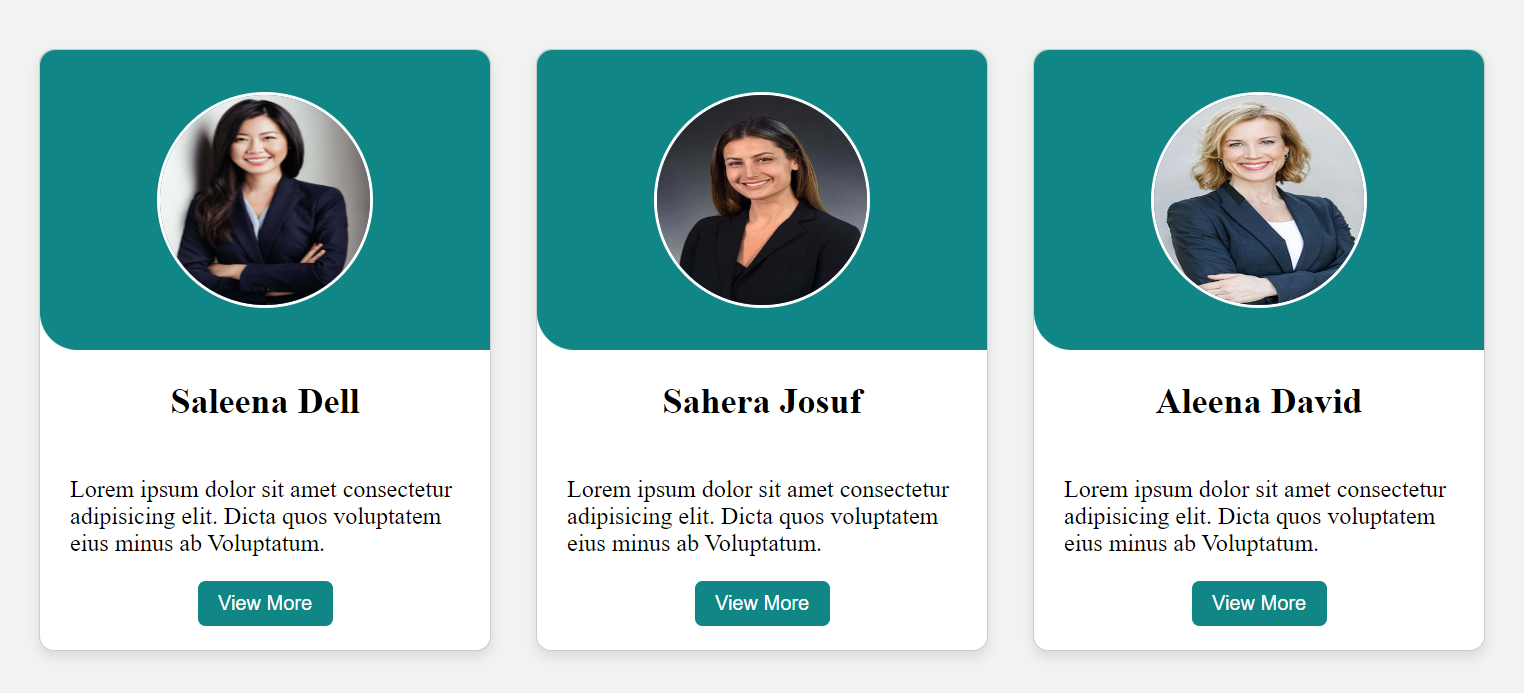 Saleena Dell
Lorem ipsum dolor sit amet consectetur
adipisicing elit. Dicta quos voluptatem
eius minus ab Voluptatum.
View More
Sahera Josuf
Lorem ipsum dolor sit amet consectetur
adipisicing elit. Dicta quos voluptatem
eius minus ab Voluptatum.
View More
Aleena David
Lorem ipsum dolor sit amet consectetur
adipisicing elit. Dicta quos voluptatem
eius minus ab Voluptatum.
View More